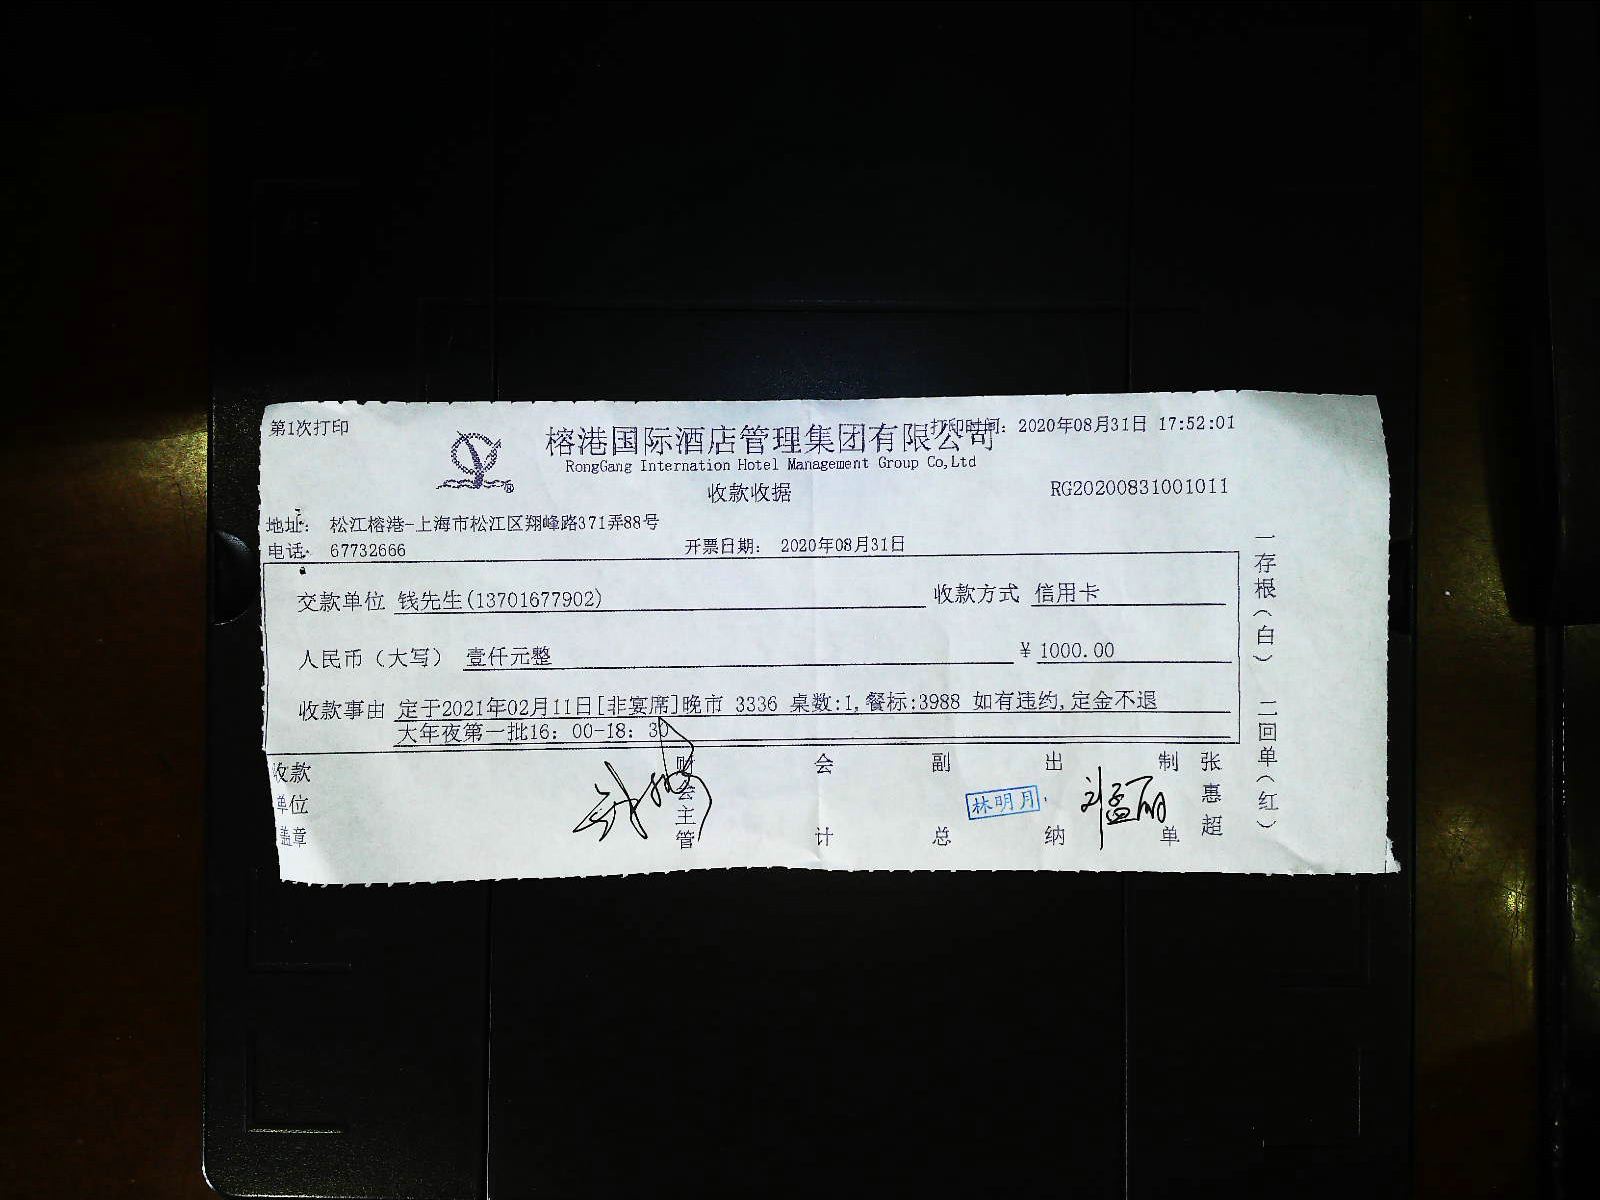 第1次打印
榕港国际酒店管理集团有限公司
打印时间: 2020年08月31日 17:52:01
RongGang Internation Hotel Management Group Co,Ltd
收款收据
RG20200831001011
地址: 松江榕港-上海市松江区翔峰路371弄88号
电话: 67732666
开票日期: 2020年08月31日
交款单位 钱先生(13701677902)
收款方式 信用卡
人民币（大写） 壹仟元整
¥ 1000.00
收款事由 定于2021年02月11日[非宴席]晚市 3336 桌数:1,餐标:3988 如有违约,定金不退
大年夜第一批16: 00-18: 30
收款单位盖章
财会主管
会计
副总
出纳
林明月
制单
张惠超
一存根（白） 二回单（红）